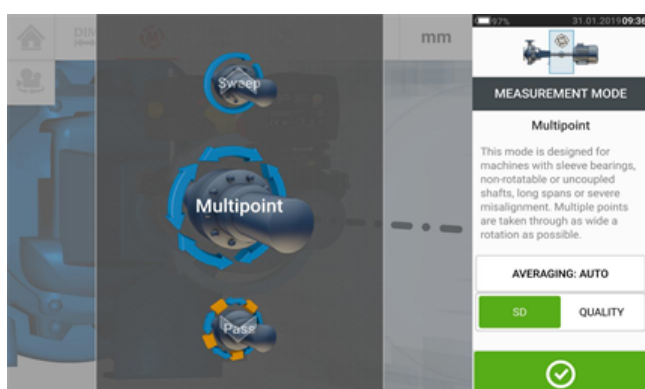 DIM
mm
97%
31.01.2019 09:36
Sweep
Multipoint
Pass
MEASUREMENT MODE
Multipoint
This mode is designed for
machines with sleeve bearings,
non-rotatable or uncoupled
shafts, long spans or severe
misalignment. Multiple points
are taken through as wide a
rotation as possible.
AVERAGING: AUTO
SD
QUALITY